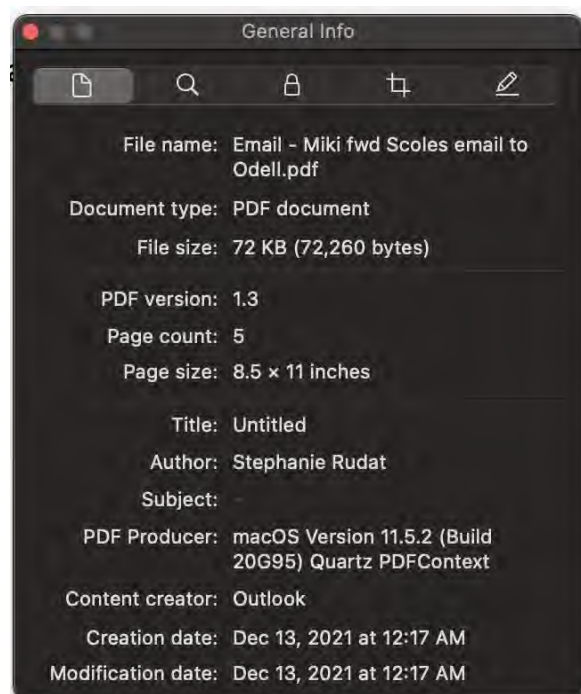 General Info
File name: Email - Miki fwd Scoles email to
Odell.pdf
Document type: PDF document
File size: 72 KB (72,260 bytes)
PDF version: 1.3
Page count: 5
Page size: 8.5 × 11 inches
Title: Untitled
Author: Stephanie Rudat
Subject: -
PDF Producer: macOS Version 11.5.2 (Build
20G95) Quartz PDFContext
Content creator: Outlook
Creation date: Dec 13, 2021 at 12:17 AM
Modification date: Dec 13, 2021 at 12:17 AM